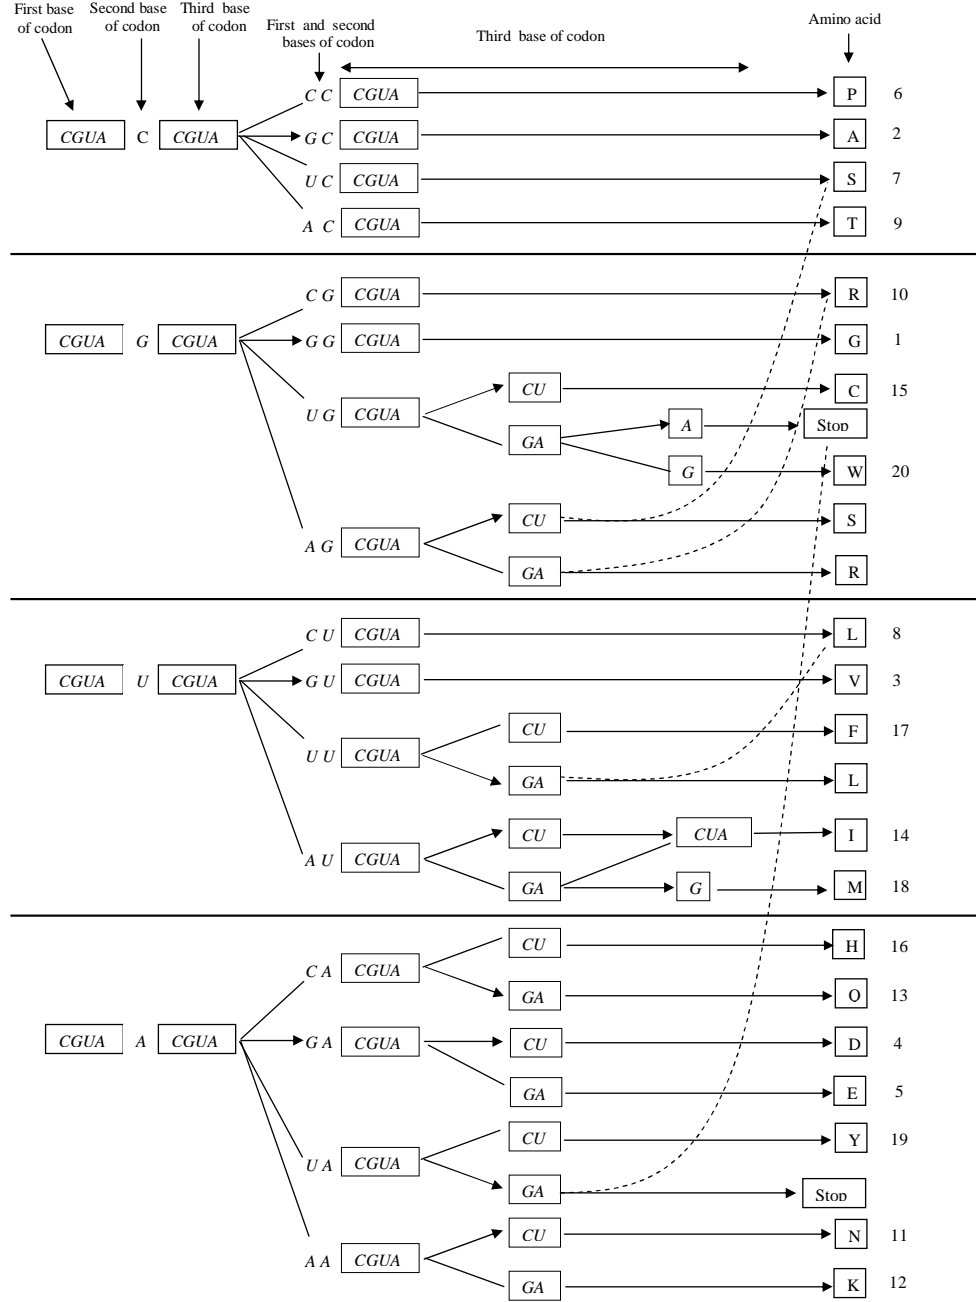 First base Second base Third base Amino acid
of codon of codon of codon First and second Third base of codon
bases of codon
C C CGUA P 6
CGUA C CGUA G C CGUA A 2
U C CGUA S 7
A C CGUA T 9
C G CGUA R 10
CGUA G CGUA G G CGUA G 1
CU C 15
U G CGUA A Stop
GA
G W 20
CU S
A G CGUA
GA R
C U CGUA L 8
CGUA U CGUA G U CGUA V 3
CU F 17
U U CGUA
GA L
CU CUA I 14
A U CGUA
GA G M 18
CU H 16
C A CGUA
GA Q 13
CGUA A CGUA G A CGUA CU D 4
GA E 5
CU Y 19
U A CGUA
GA Stop
CU N 11
A A CGUA
GA K 12